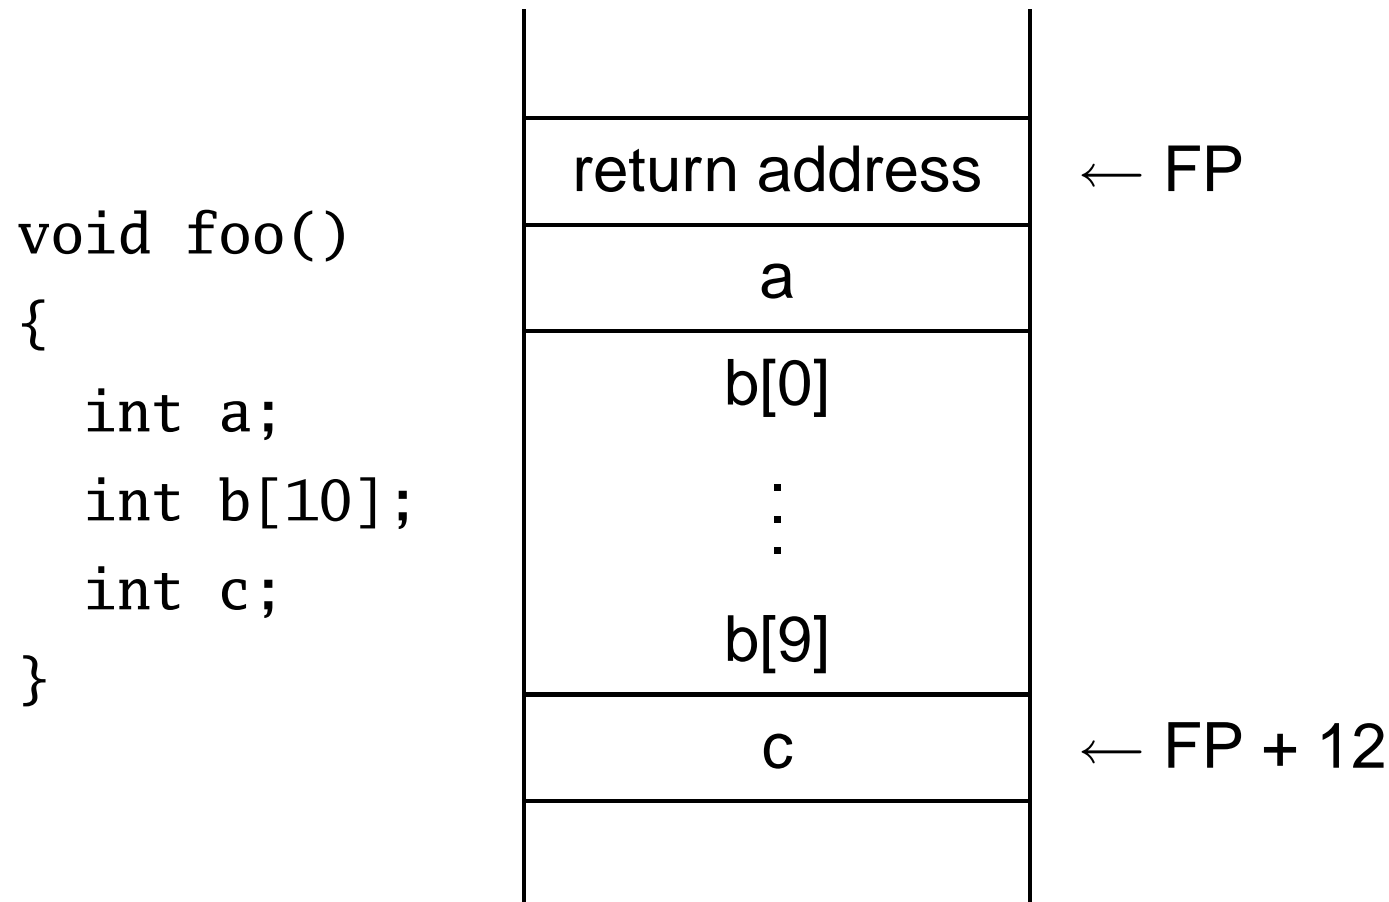 void foo()
{
int a;
int b[10];
int c;
}
return address
← FP
a
b[0]
⋮
b[9]
c
← FP + 12